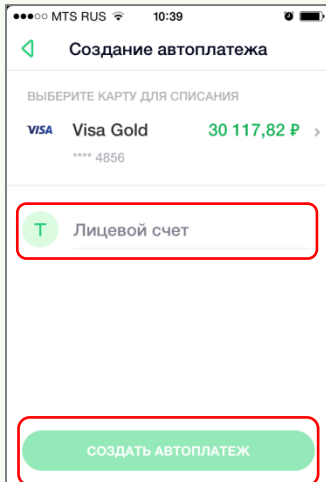 ●●●○○ MTS RUS 10:39
Создание автоплатежа
ВЫБЕРИТЕ КАРТУ ДЛЯ СПИСАНИЯ
VISA Visa Gold 30 117,82 ₽ >
**** 4856
Т Лицевой счет
СОЗДАТЬ АВТОПЛАТЕЖ